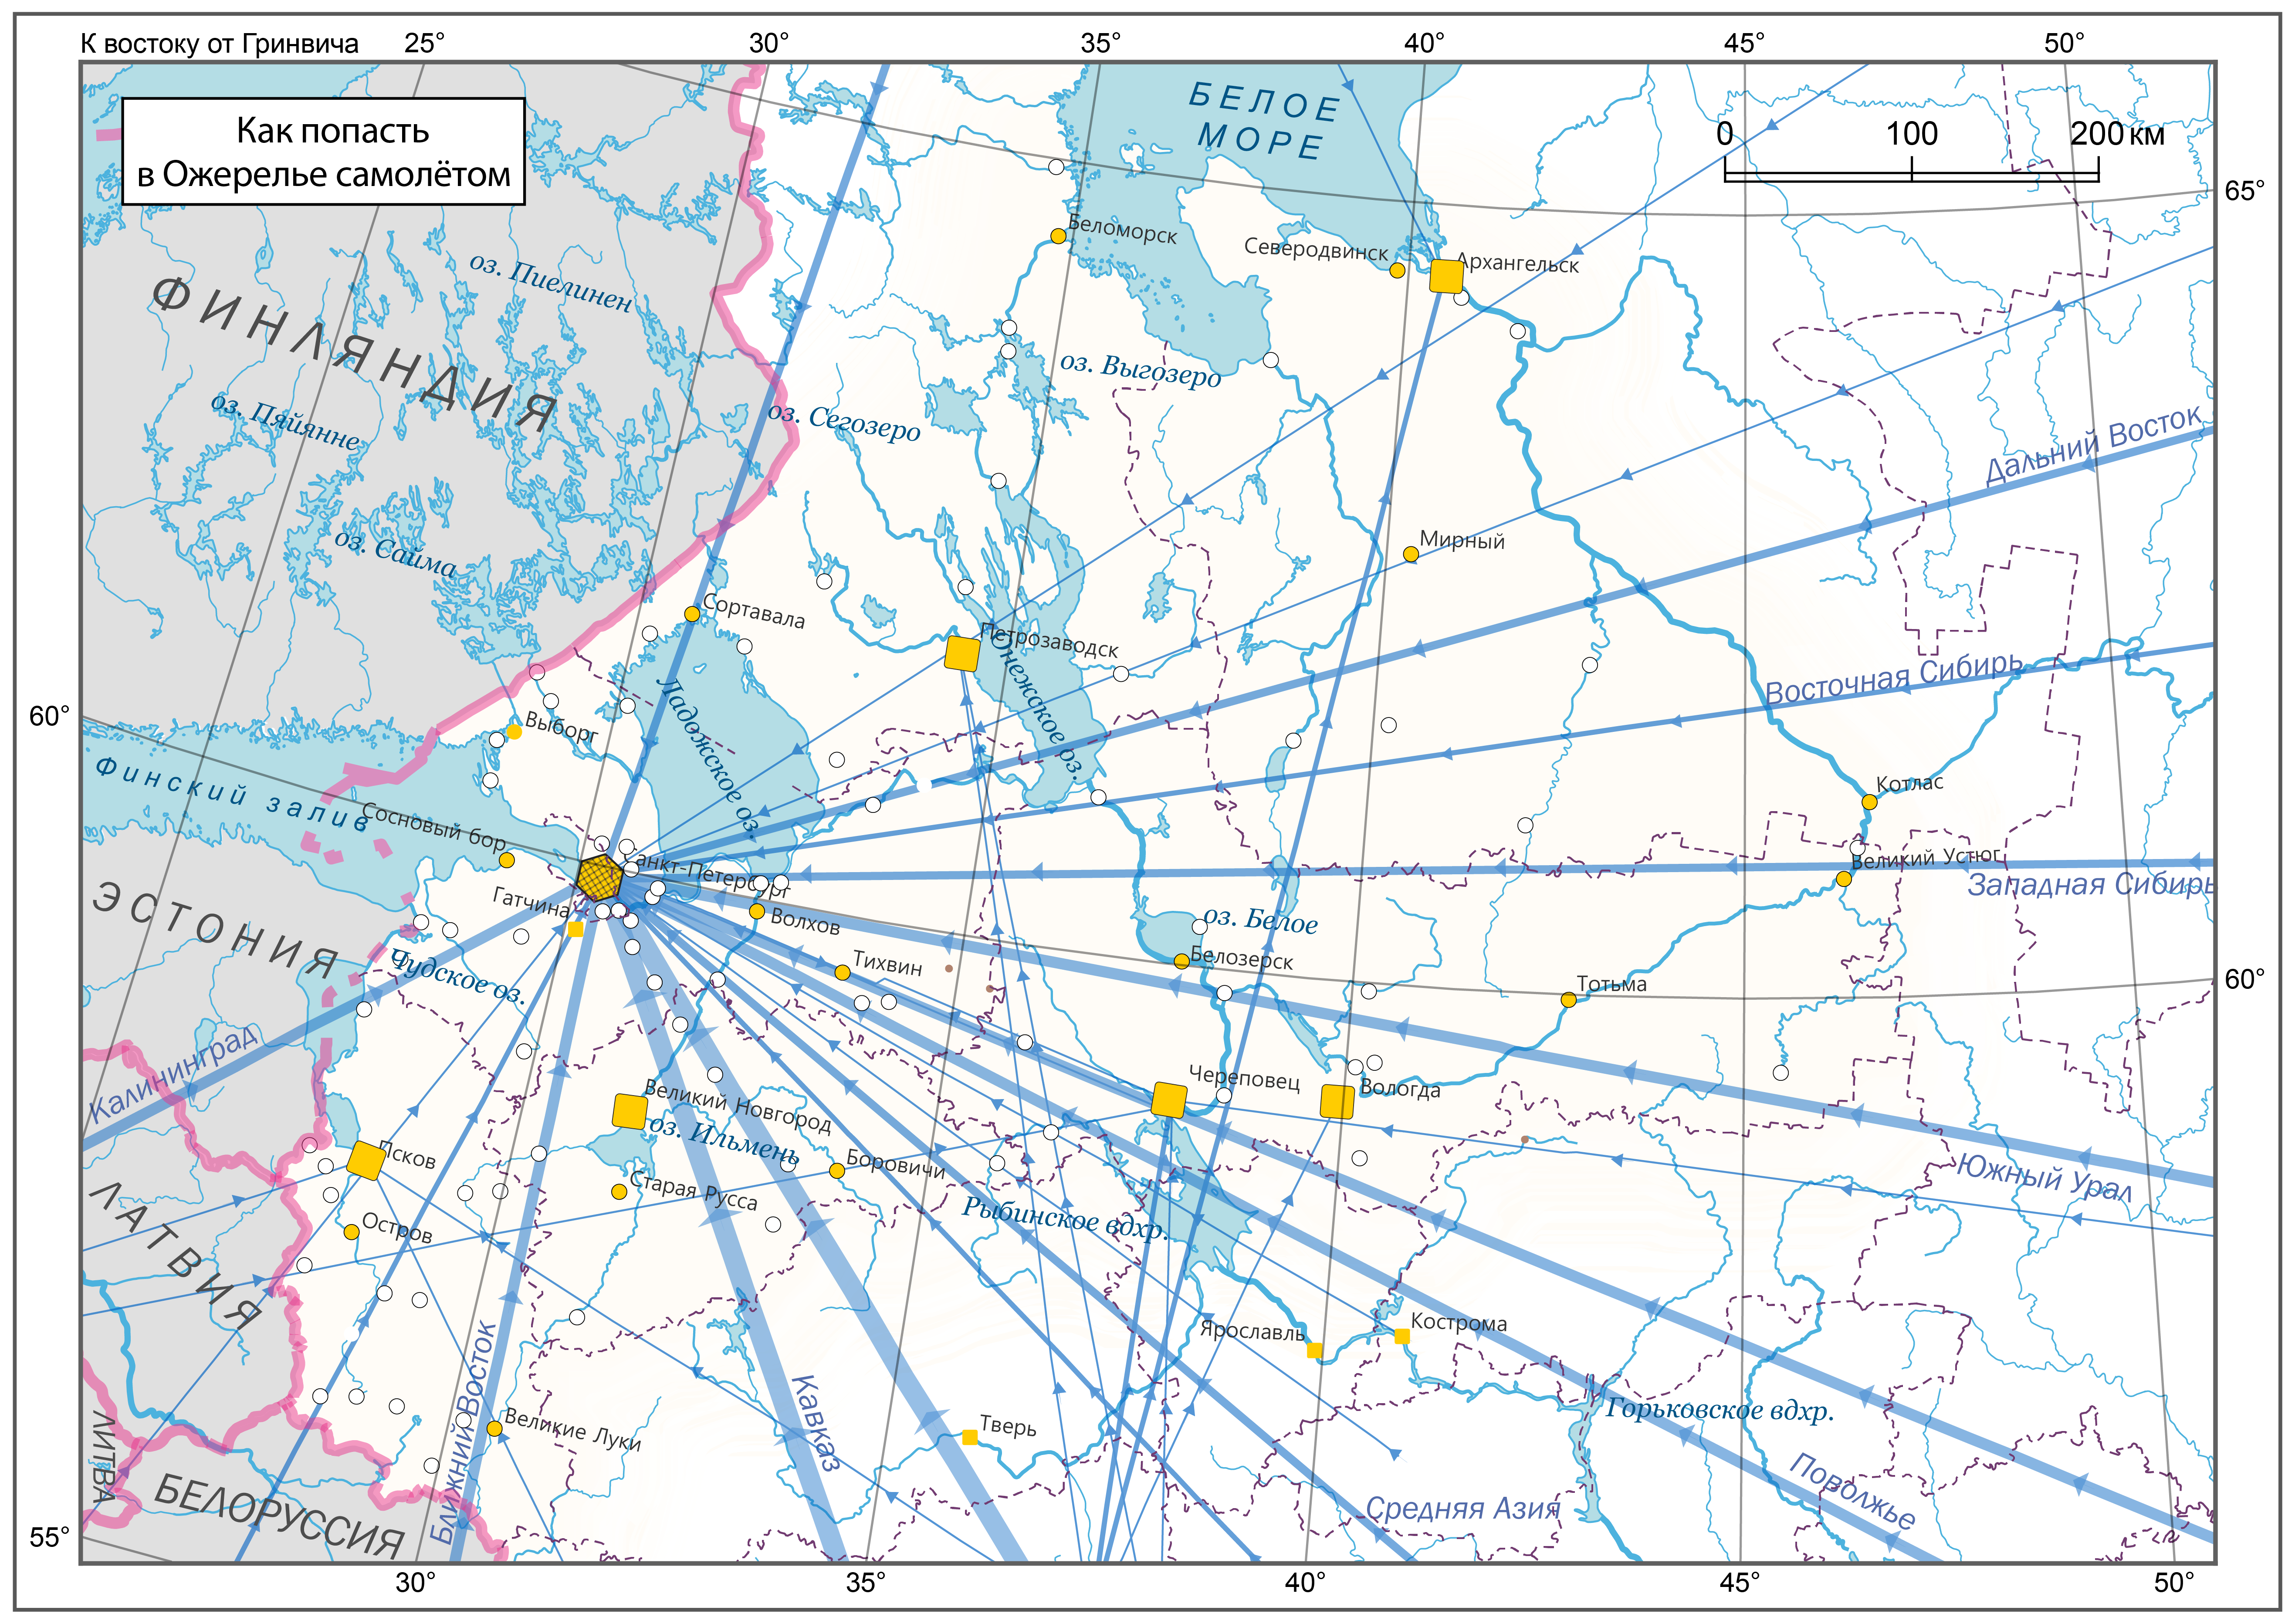 К востоку от Гринвича
25°
30°
35°
40°
45°
50°
Как попасть
в Ожерелье самолётом
БЕЛОЕ
МОРЕ
0
100
200 км
65°
Беломорск
Северодвинск
Архангельск
оз. Пиелинен
ФИНЛЯНДИЯ
оз. Выгозеро
оз. Сегозеро
оз. Пяйянне
Дальний Восток
оз. Сайма
Мирный
Сортавала
Петрозаводск
Онежское оз.
Ладожское оз.
Восточная Сибирь
60°
Выборг
Финский залив
Котлас
Сосновый бор
Санкт-Петербург
Великий Устюг
Западная Сибирь
Гатчина
Волхов
ЭСТОНИЯ
оз. Белое
Чудское оз.
Тихвин
Белозерск
Тотьма
60°
Калининград
Череповец
Вологда
Великий Новгород
оз. Ильмень
Псков
Боровичи
Южный Урал
Старая Русса
Рыбинское вдхр.
ЛАТВИЯ
Остров
Ярославль
Кострома
Ближний Восток
Кавказ
Горьковское вдхр.
Великие Луки
Тверь
ЛИТВА
БЕЛОРУССИЯ
Средняя Азия
Поволжье
55°
30°
35°
40°
45°
50°